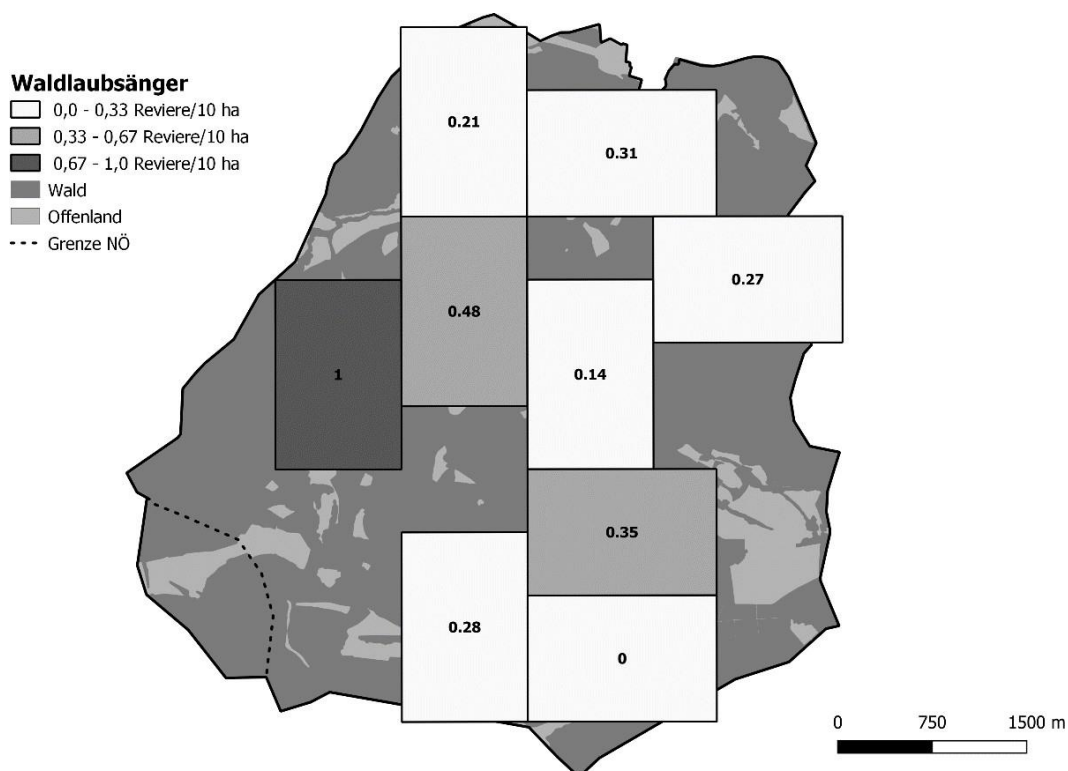 Waldlaubsänger
0,0 - 0,33 Reviere/10 ha
0,33 - 0,67 Reviere/10 ha
0,67 - 1,0 Reviere/10 ha
Wald
Offenland
Grenze NÖ
0.21
0.31
0.27
0.48
1
0.14
0.35
0.28
0
0 750 1500 m